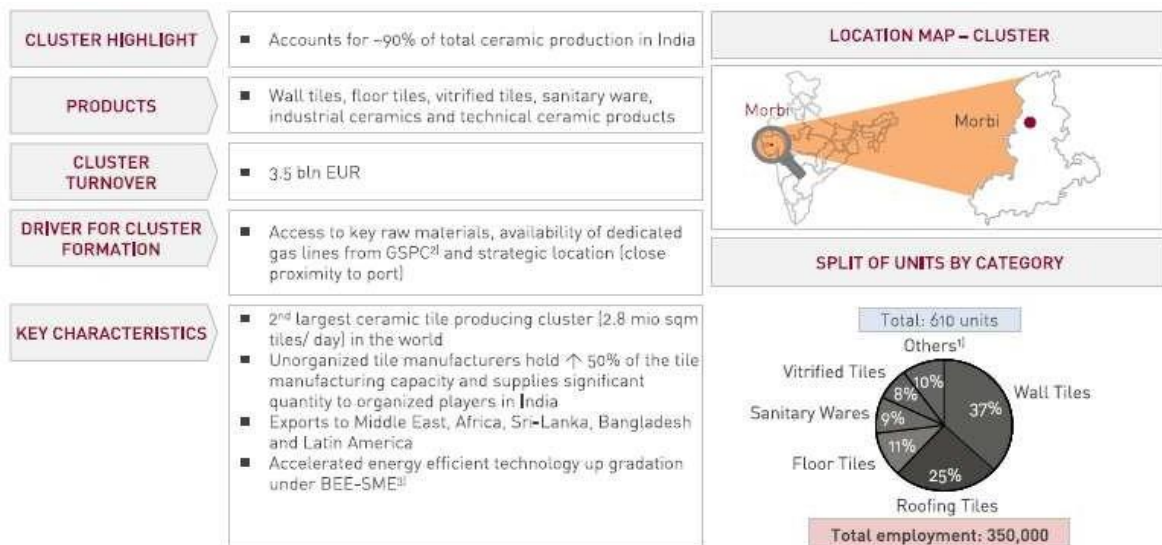 CLUSTER HIGHLIGHT
■ Accounts for ~90% of total ceramic production in India
PRODUCTS
■ Wall tiles, floor tiles, vitrified tiles, sanitary ware,
industrial ceramics and technical ceramic products
CLUSTER
TURNOVER
■ 3.5 bln EUR
DRIVER FOR CLUSTER
FORMATION
■ Access to key raw materials, availability of dedicated
gas lines from GSPC2) and strategic location (close
proximity to port)
KEY CHARACTERISTICS
■ 2nd largest ceramic tile producing cluster (2.8 mio sqm
tiles/ day) in the world
■ Unorganized tile manufacturers hold ↑ 50% of the tile
manufacturing capacity and supplies significant
quantity to organized players in India
■ Exports to Middle East, Africa, Sri-Lanka, Bangladesh
and Latin America
■ Accelerated energy efficient technology up gradation
under BEE-SME3)
LOCATION MAP – CLUSTER
Morbi
Morbi
SPLIT OF UNITS BY CATEGORY
Total: 610 units
Others1)
10%
Vitrified Tiles
8%
Wall Tiles
37%
Sanitary Wares
9%
Floor Tiles
11%
25%
Roofing Tiles
Total employment: 350,000